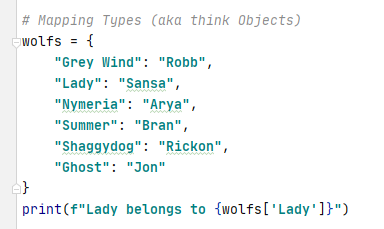 # Mapping Types (aka think Objects)
wolfs = {
    "Grey Wind": "Robb",
    "Lady": "Sansa",
    "Nymeria": "Arya",
    "Summer": "Bran",
    "Shaggydog": "Rickon",
    "Ghost": "Jon"
}
print(f"Lady belongs to {wolfs['Lady']}")